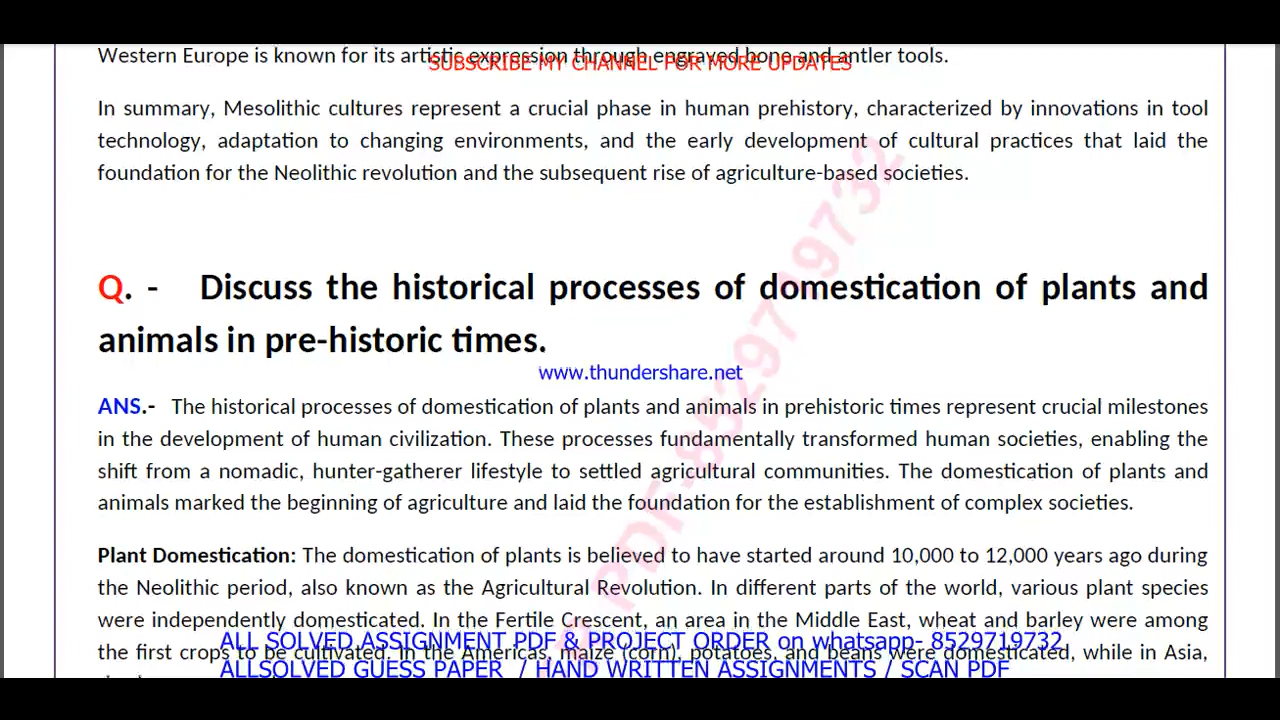 Western Europe is known for its artistic expression through engraved bone and antler tools.
SUBSCRIBE MY CHANNEL FOR MORE UPDATES
In summary, Mesolithic cultures represent a crucial phase in human prehistory, characterized by innovations in tool
technology, adaptation to changing environments, and the early development of cultural practices that laid the
foundation for the Neolithic revolution and the subsequent rise of agriculture-based societies.
Q. - Discuss the historical processes of domestication of plants and
animals in pre-historic times.
www.thundershare.net
ANS.- The historical processes of domestication of plants and animals in prehistoric times represent crucial milestones
in the development of human civilization. These processes fundamentally transformed human societies, enabling the
shift from a nomadic, hunter-gatherer lifestyle to settled agricultural communities. The domestication of plants and
animals marked the beginning of agriculture and laid the foundation for the establishment of complex societies.
Plant Domestication: The domestication of plants is believed to have started around 10,000 to 12,000 years ago during
the Neolithic period, also known as the Agricultural Revolution. In different parts of the world, various plant species
were independently domesticated. In the Fertile Crescent, an area in the Middle East, wheat and barley were among
ALL SOLVED ASSIGNMENT PDF & PROJECT ORDER on whatsapp- 8529719732
the first crops to be cultivated. In the Americas, maize (corn), potatoes, and beans were domesticated, while in Asia,
ALLSOLVED GUESS PAPER / HAND WRITTEN ASSIGNMENTS / SCAN PDF
PDF-8529719732